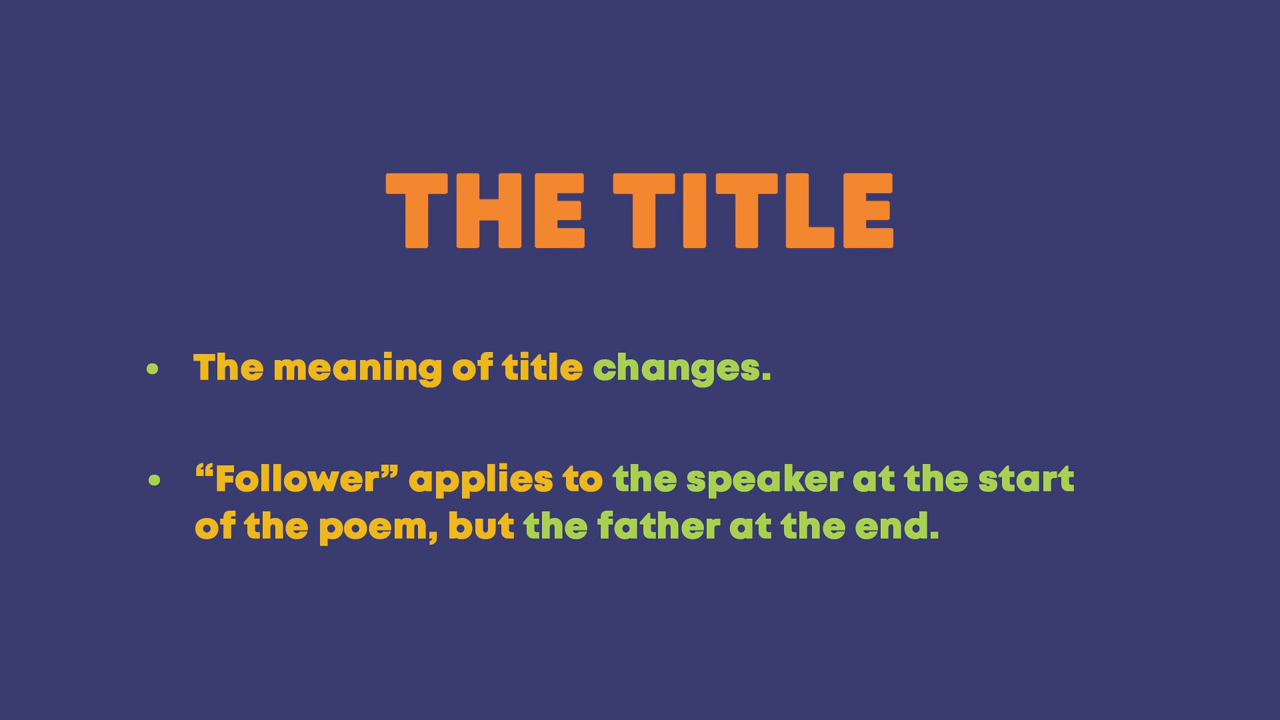 THE TITLE
• The meaning of title changes.
• “Follower” applies to the speaker at the start
of the poem, but the father at the end.